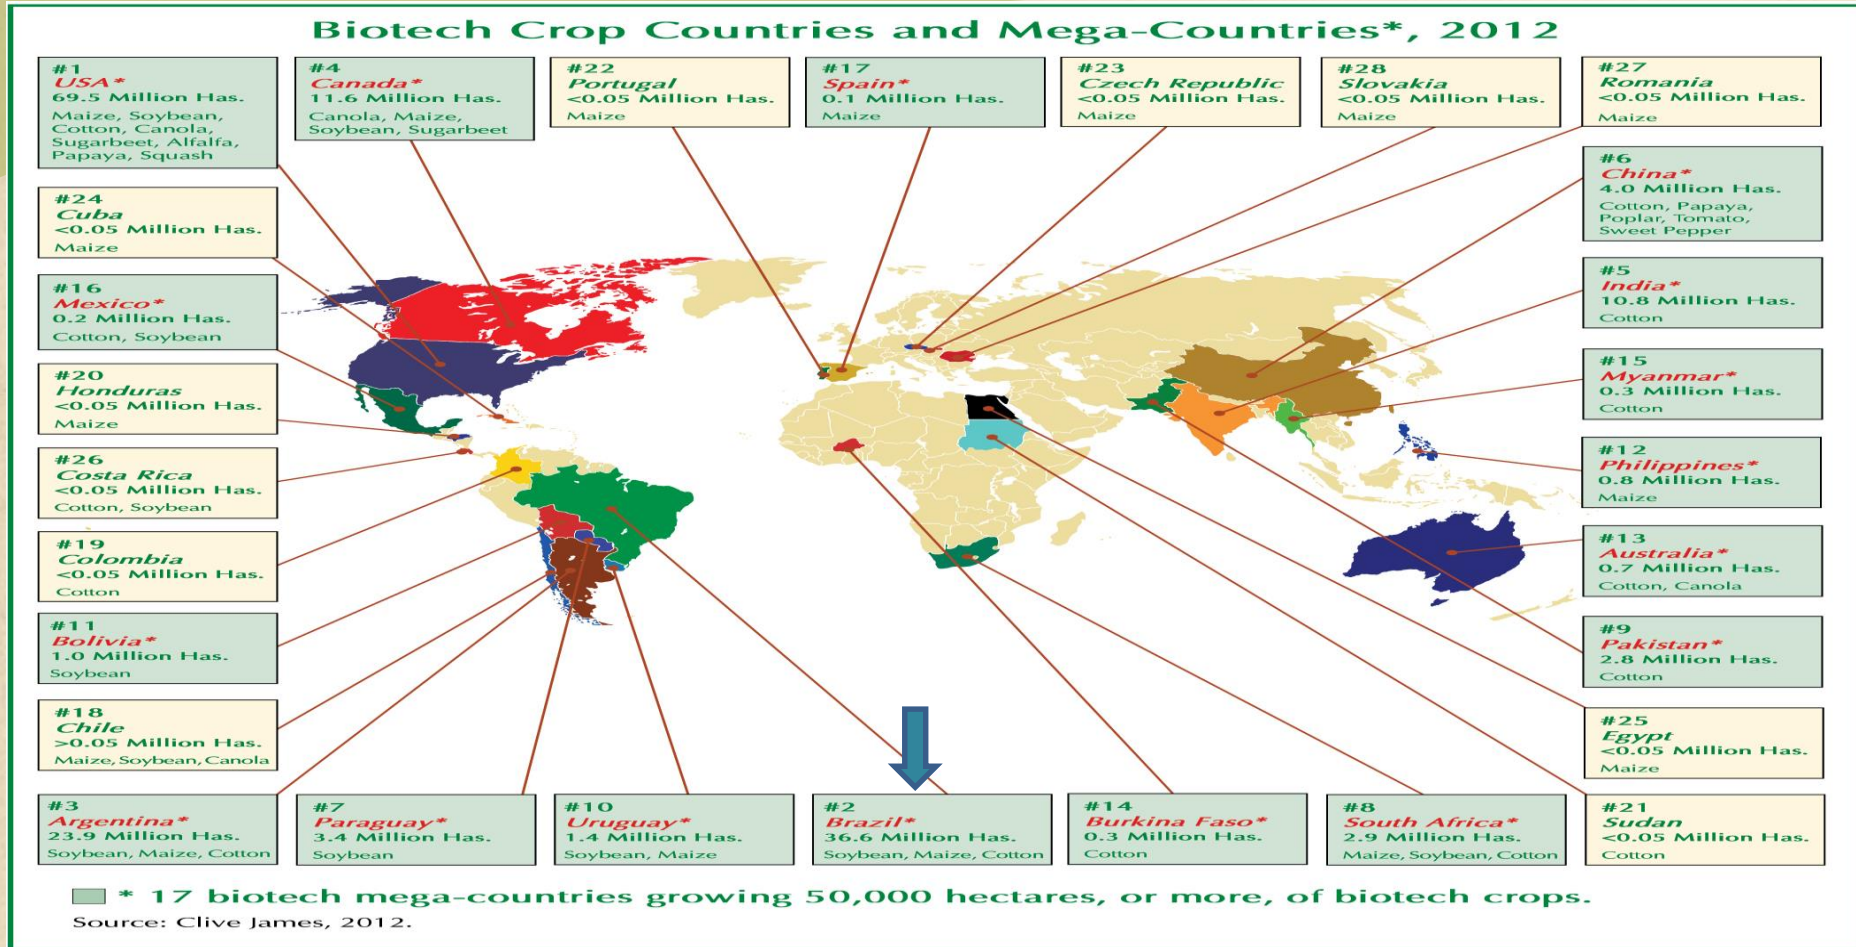 Biotech Crop Countries and Mega-Countries*, 2012
#1
USA*
69.5 Million Has.
Maize, Soybean,
Cotton, Canola,
Sugarbeet, Alfalfa,
Papaya, Squash
#4
Canada*
11.6 Million Has.
Canola, Maize,
Soybean, Sugarbeet
#22
Portugal
<0.05 Million Has.
Maize
#17
Spain*
0.1 Million Has.
Maize
#23
Czech Republic
<0.05 Million Has.
Maize
#28
Slovakia
<0.05 Million Has.
Maize
#27
Romania
<0.05 Million Has.
Maize
#24
Cuba
<0.05 Million Has.
Maize
#16
Mexico*
0.2 Million Has.
Cotton, Soybean
#20
Honduras
<0.05 Million Has.
Maize
#26
Costa Rica
<0.05 Million Has.
Cotton, Soybean
#19
Colombia
<0.05 Million Has.
Cotton
#11
Bolivia*
1.0 Million Has.
Soybean
#18
Chile
>0.05 Million Has.
Maize, Soybean, Canola
#6
China*
4.0 Million Has.
Cotton, Papaya,
Poplar, Tomato,
Sweet Pepper
#5
India*
10.8 Million Has.
Cotton
#15
Myanmar*
0.3 Million Has.
Cotton
#12
Philippines*
0.8 Million Has.
Maize
#13
Australia*
0.7 Million Has.
Cotton, Canola
#9
Pakistan*
2.8 Million Has.
Cotton
#25
Egypt
<0.05 Million Has.
Maize
#3
Argentina*
23.9 Million Has.
Soybean, Maize, Cotton
#7
Paraguay*
3.4 Million Has.
Soybean
#10
Uruguay*
1.4 Million Has.
Soybean, Maize
#2
Brazil*
36.6 Million Has.
Soybean, Maize, Cotton
#14
Burkina Faso*
0.3 Million Has.
Cotton
#8
South Africa*
2.9 Million Has.
Maize, Soybean, Cotton
#21
Sudan
<0.05 Million Has.
Cotton
* 17 biotech mega-countries growing 50,000 hectares, or more, of biotech crops.
Source: Clive James, 2012.